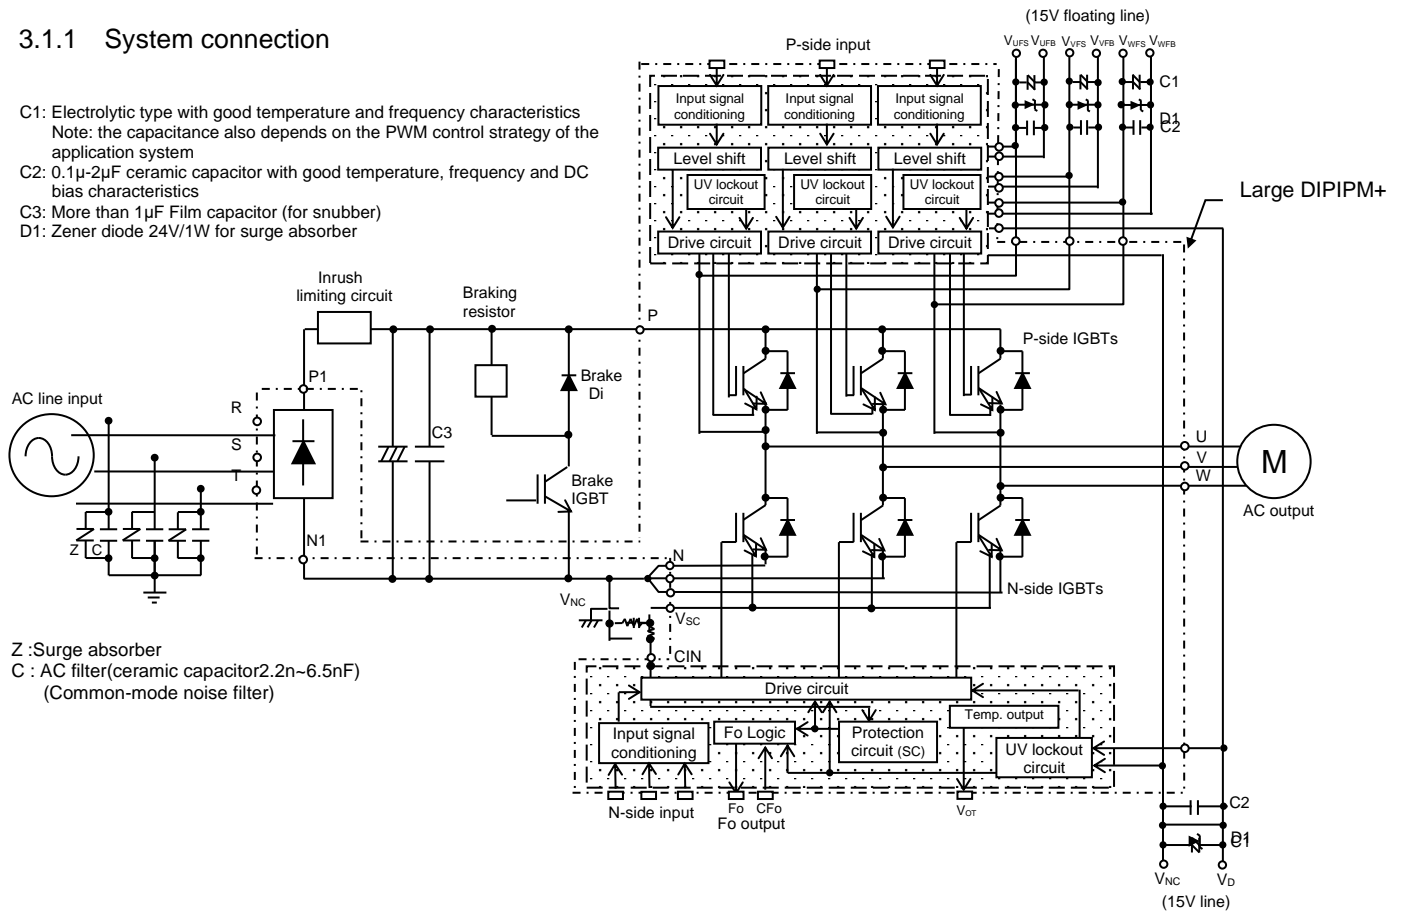 3.1.1 System connection
C1: Electrolytic type with good temperature and frequency characteristics
Note: the capacitance also depends on the PWM control strategy of the
application system
C2: 0.1μ-2μF ceramic capacitor with good temperature, frequency and DC
bias characteristics
C3: More than 1μF Film capacitor (for snubber)
D1: Zener diode 24V/1W for surge absorber
(15V floating line)
VUFS VUFB VVFS VVFB VWFS VWFB
C1
D1
C2
P-side input
Input signal
conditioning
Input signal
conditioning
Input signal
conditioning
Level shift
Level shift
Level shift
UV lockout
circuit
UV lockout
circuit
UV lockout
circuit
Drive circuit
Drive circuit
Drive circuit
Large DIPIPM+
Inrush
limiting circuit
Braking
resistor
P
P-side IGBTs
P1
Brake
Di
AC line input
R
S
T
C3
Brake
IGBT
U
V
W
M
AC output
Z
C
N1
N
N-side IGBTs
VNC
VSC
CIN
Z :Surge absorber
C : AC filter(ceramic capacitor2.2n~6.5nF)
(Common-mode noise filter)
Drive circuit
Temp. output
Input signal
conditioning
Fo Logic
Protection
circuit (SC)
UV lockout
circuit
N-side input
Fo
CFo
Fo output
VOT
C2
D1
C1
VNC
VD
(15V line)